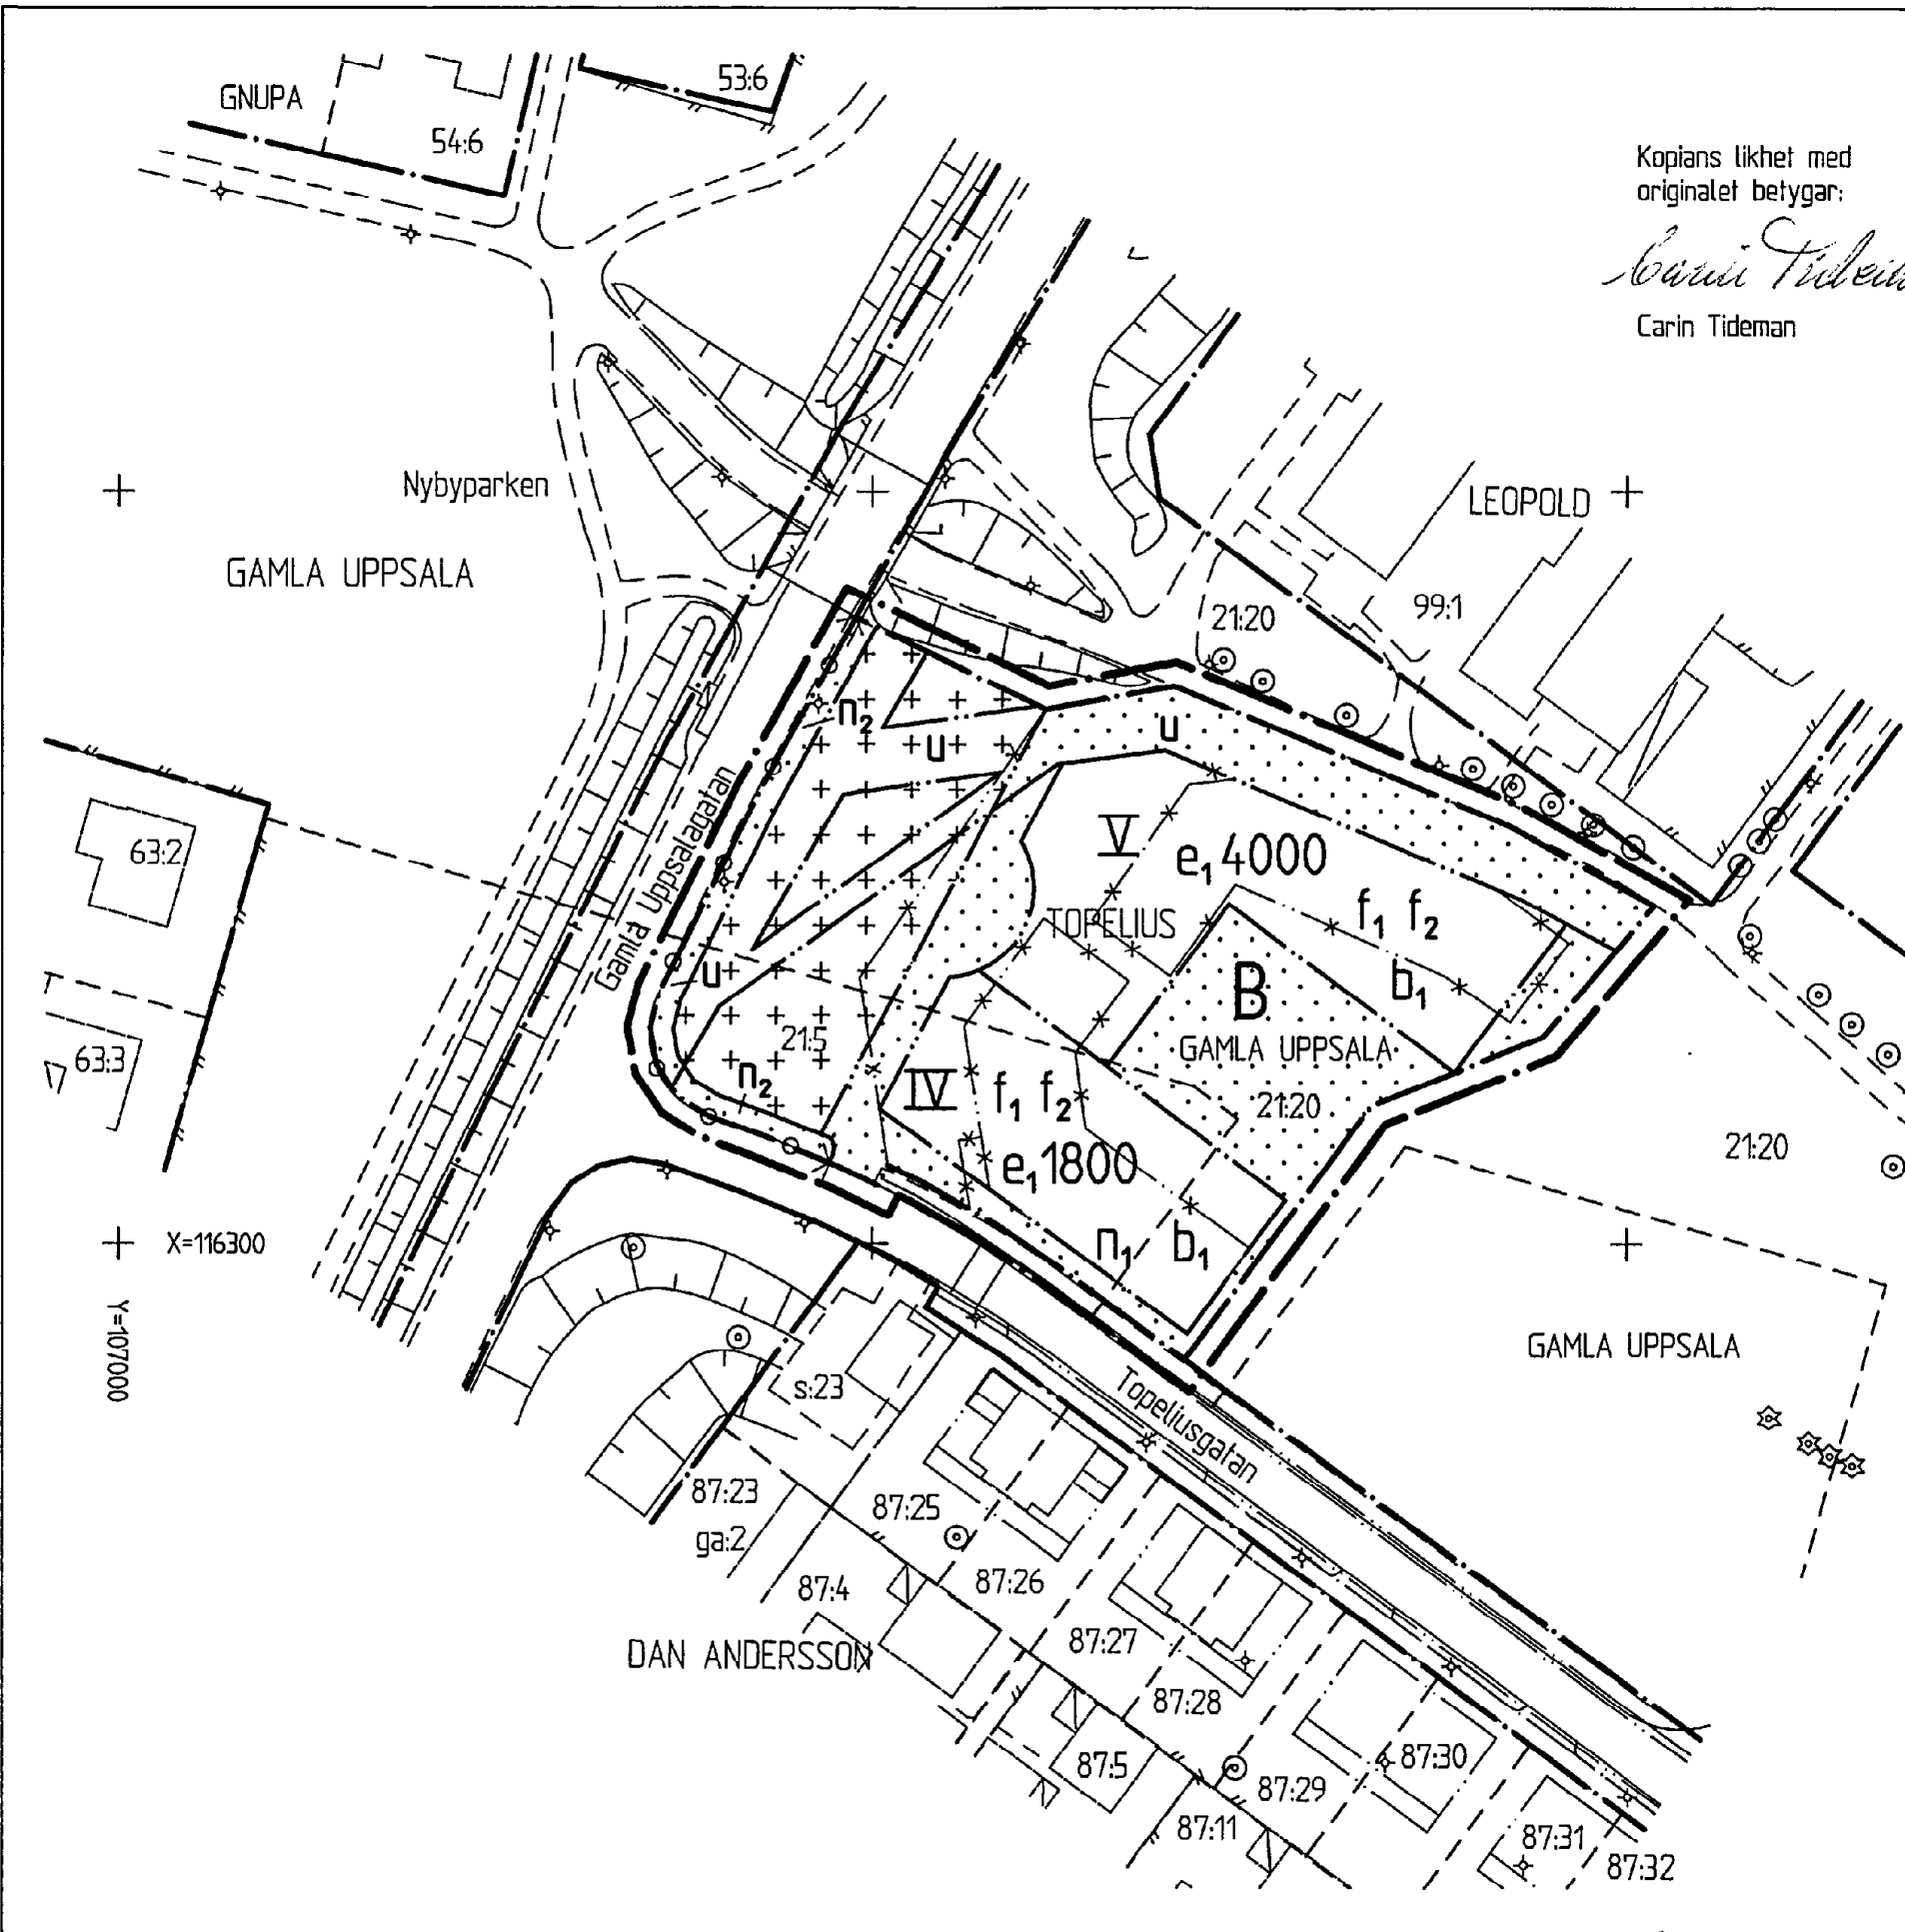 53:6
GNUPA
54:6
Kopians likhet med
originalet betygar:
Carin Tideman
Carin Tideman
Nybyparken
LEOPOLD
GAMLA UPPSALA
99:1
21:20
n2
u
u
Gamla Uppsalagatan
63:2
V
e1 4000
TOPELIUS
f1 f2
B
b1
u
21:5
GAMLA UPPSALA
63:3
n2
IV
f1 f2
21:20
21:20
e1 1800
n1 b1
X=116300
Y=107000
GAMLA UPPSALA
s:23
Topeliusgatan
87:23
87:25
ga:2
87:4
87:26
87:27
DAN ANDERSSON
87:28
87:5
87:30
87:29
87:11
87:31
87:32